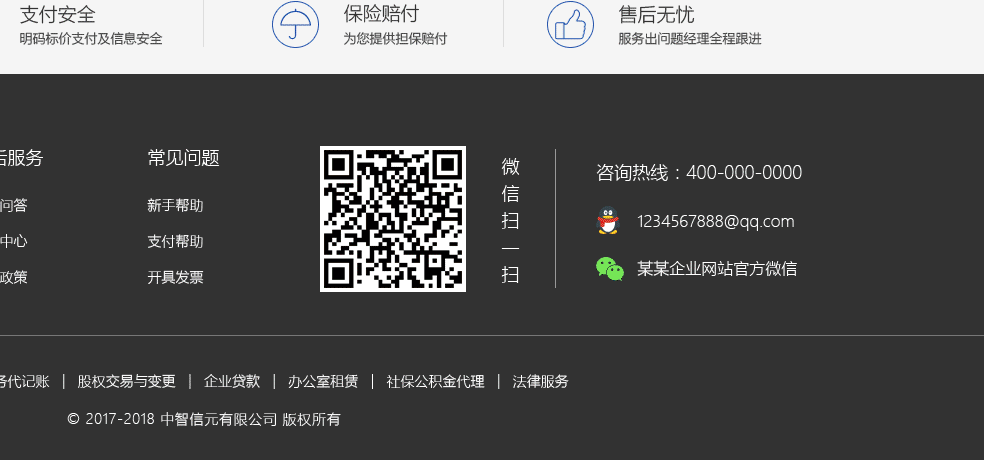 支付安全
明码标价支付及信息安全
保险赔付
为您提供担保赔付
售后无忧
服务出问题经理全程跟进
后服务
问答
中心
政策
常见问题
新手帮助
支付帮助
开具发票
微信扫一扫
咨询热线：400-000-0000
1234567888@qq.com
某某企业网站官方微信
务代记账 | 股权交易与变更 | 企业贷款 | 办公室租赁 | 社保公积金代理 | 法律服务
© 2017-2018 中智信元有限公司 版权所有